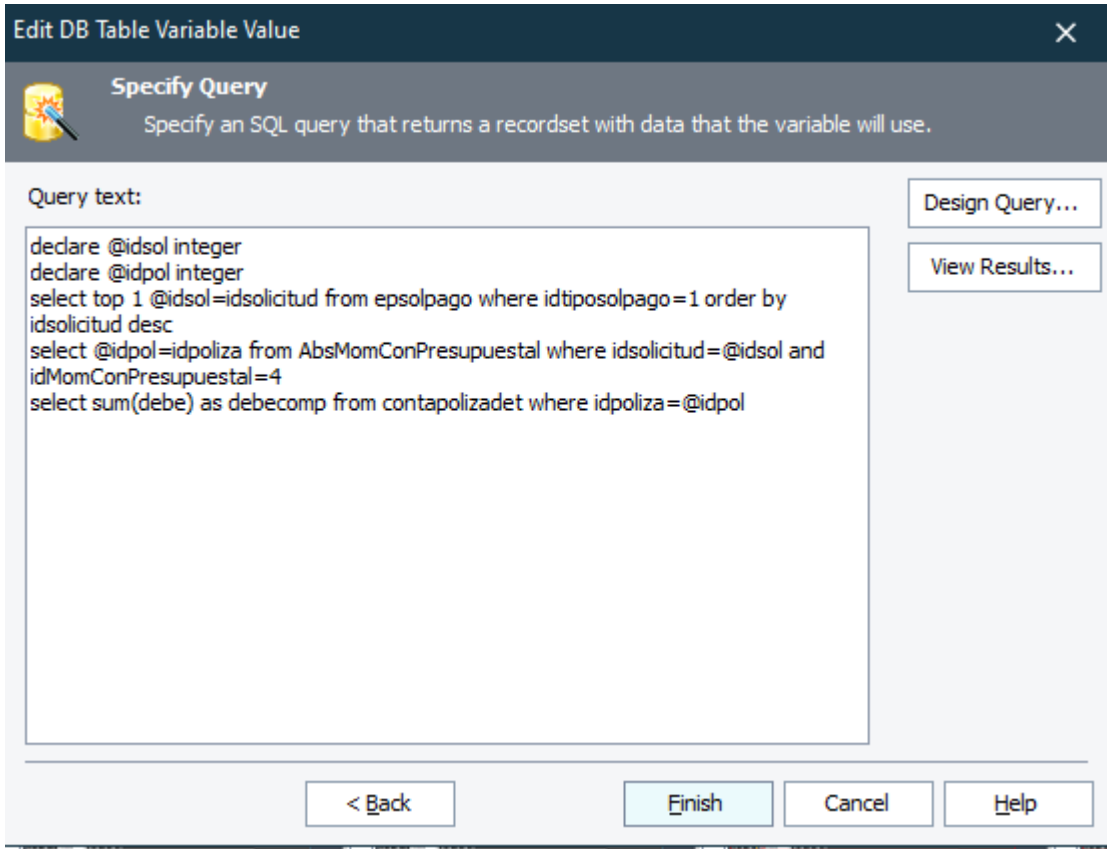 Edit DB Table Variable Value
Specify Query
Specify an SQL query that returns a recordset with data that the variable will use.
Query text:
Design Query...
View Results...
declare @idsol integer
declare @idpol integer
select top 1 @idsol=idsolicitud from epsolpago where idtiposolpago=1 order by
idsolicitud desc
select @idpol=idpoliza from AbsMomConPresupuestal where idsolicitud=@idsol and
idMomConPresupuestal=4
select sum(debe) as debecomp from contapolizadet where idpoliza=@idpol
< Back
Finish
Cancel
Help